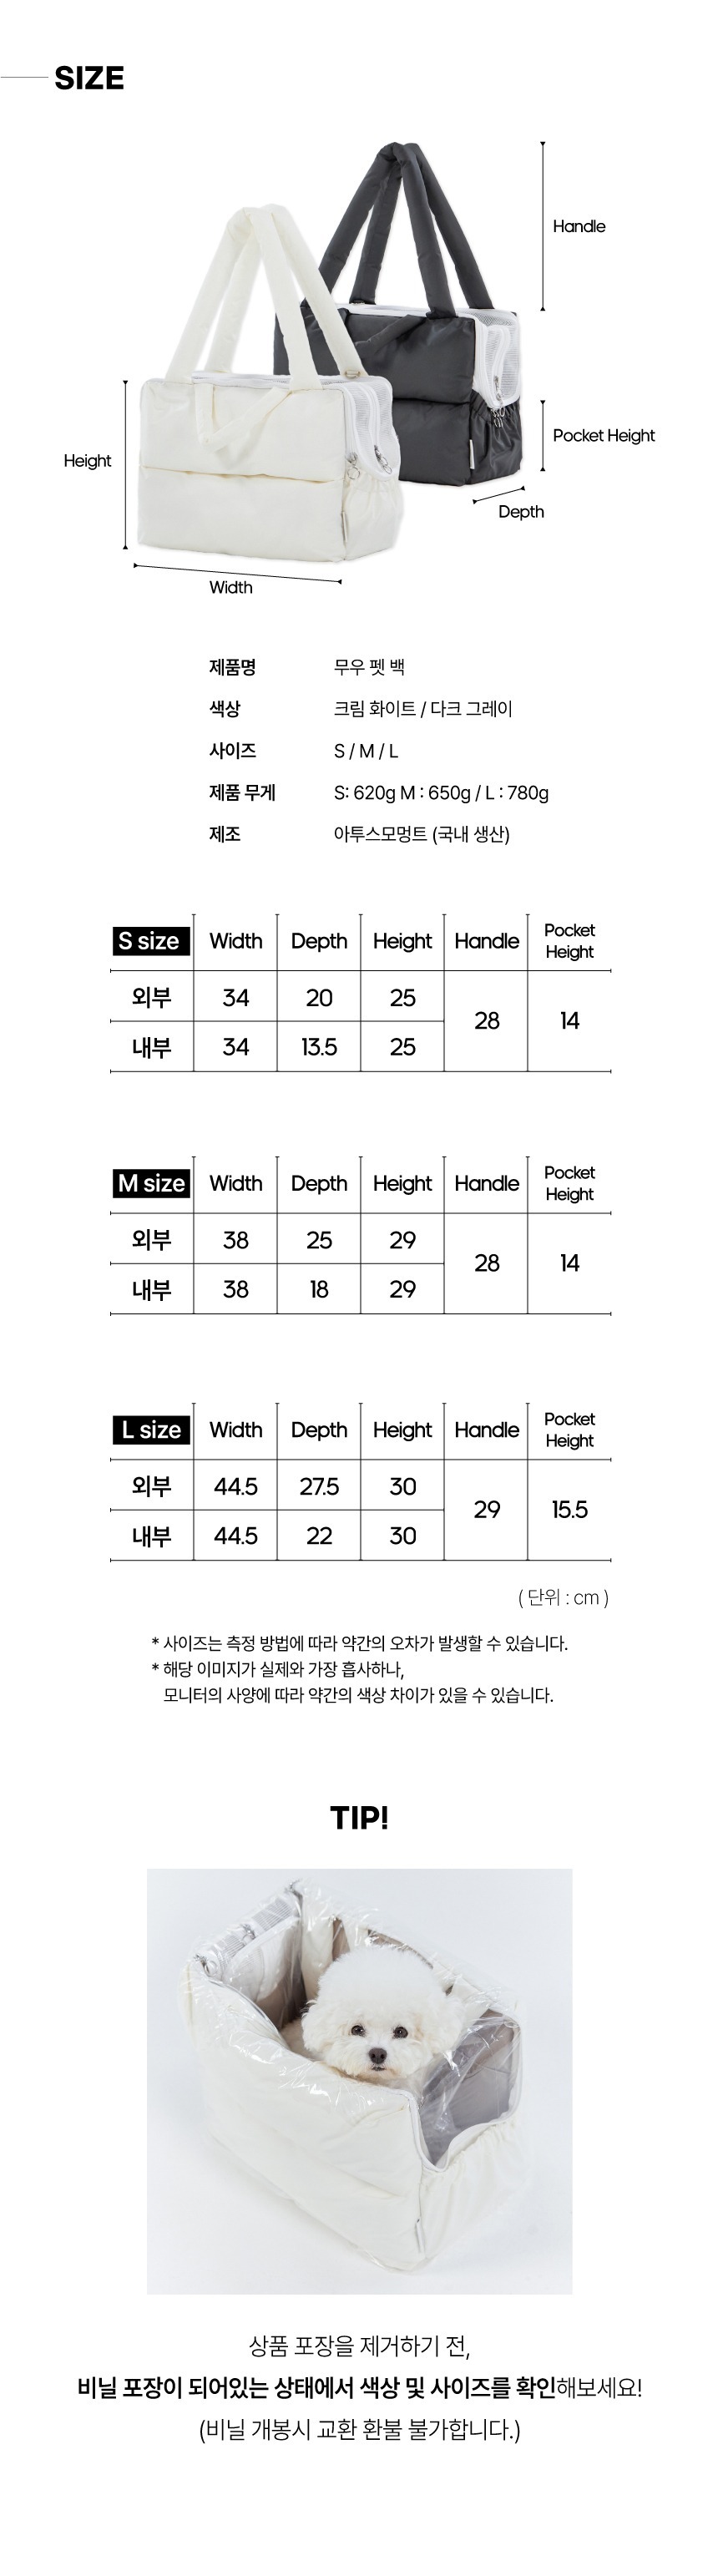 SIZE
Handle
Height
Pocket Height
Depth
Width
제품명 무우 펫 백
색상 크림 화이트 / 다크 그레이
사이즈 S / M / L
제품 무게 S: 620g M : 650g / L : 780g
제조 아투스모멍트 (국내 생산)
S size Width Depth Height Handle Pocket Height
외부 34 20 25 28 14
내부 34 13.5 25
M size Width Depth Height Handle Pocket Height
외부 38 25 29 28 14
내부 38 18 29
L size Width Depth Height Handle Pocket Height
외부 44.5 27.5 30 29 15.5
내부 44.5 22 30
( 단위 : cm )
* 사이즈는 측정 방법에 따라 약간의 오차가 발생할 수 있습니다.
* 해당 이미지가 실제와 가장 흡사하나,
모니터의 사양에 따라 약간의 색상 차이가 있을 수 있습니다.
TIP!
상품 포장을 제거하기 전,
비닐 포장이 되어있는 상태에서 색상 및 사이즈를 확인해보세요!
(비닐 개봉시 교환 환불 불가합니다.)